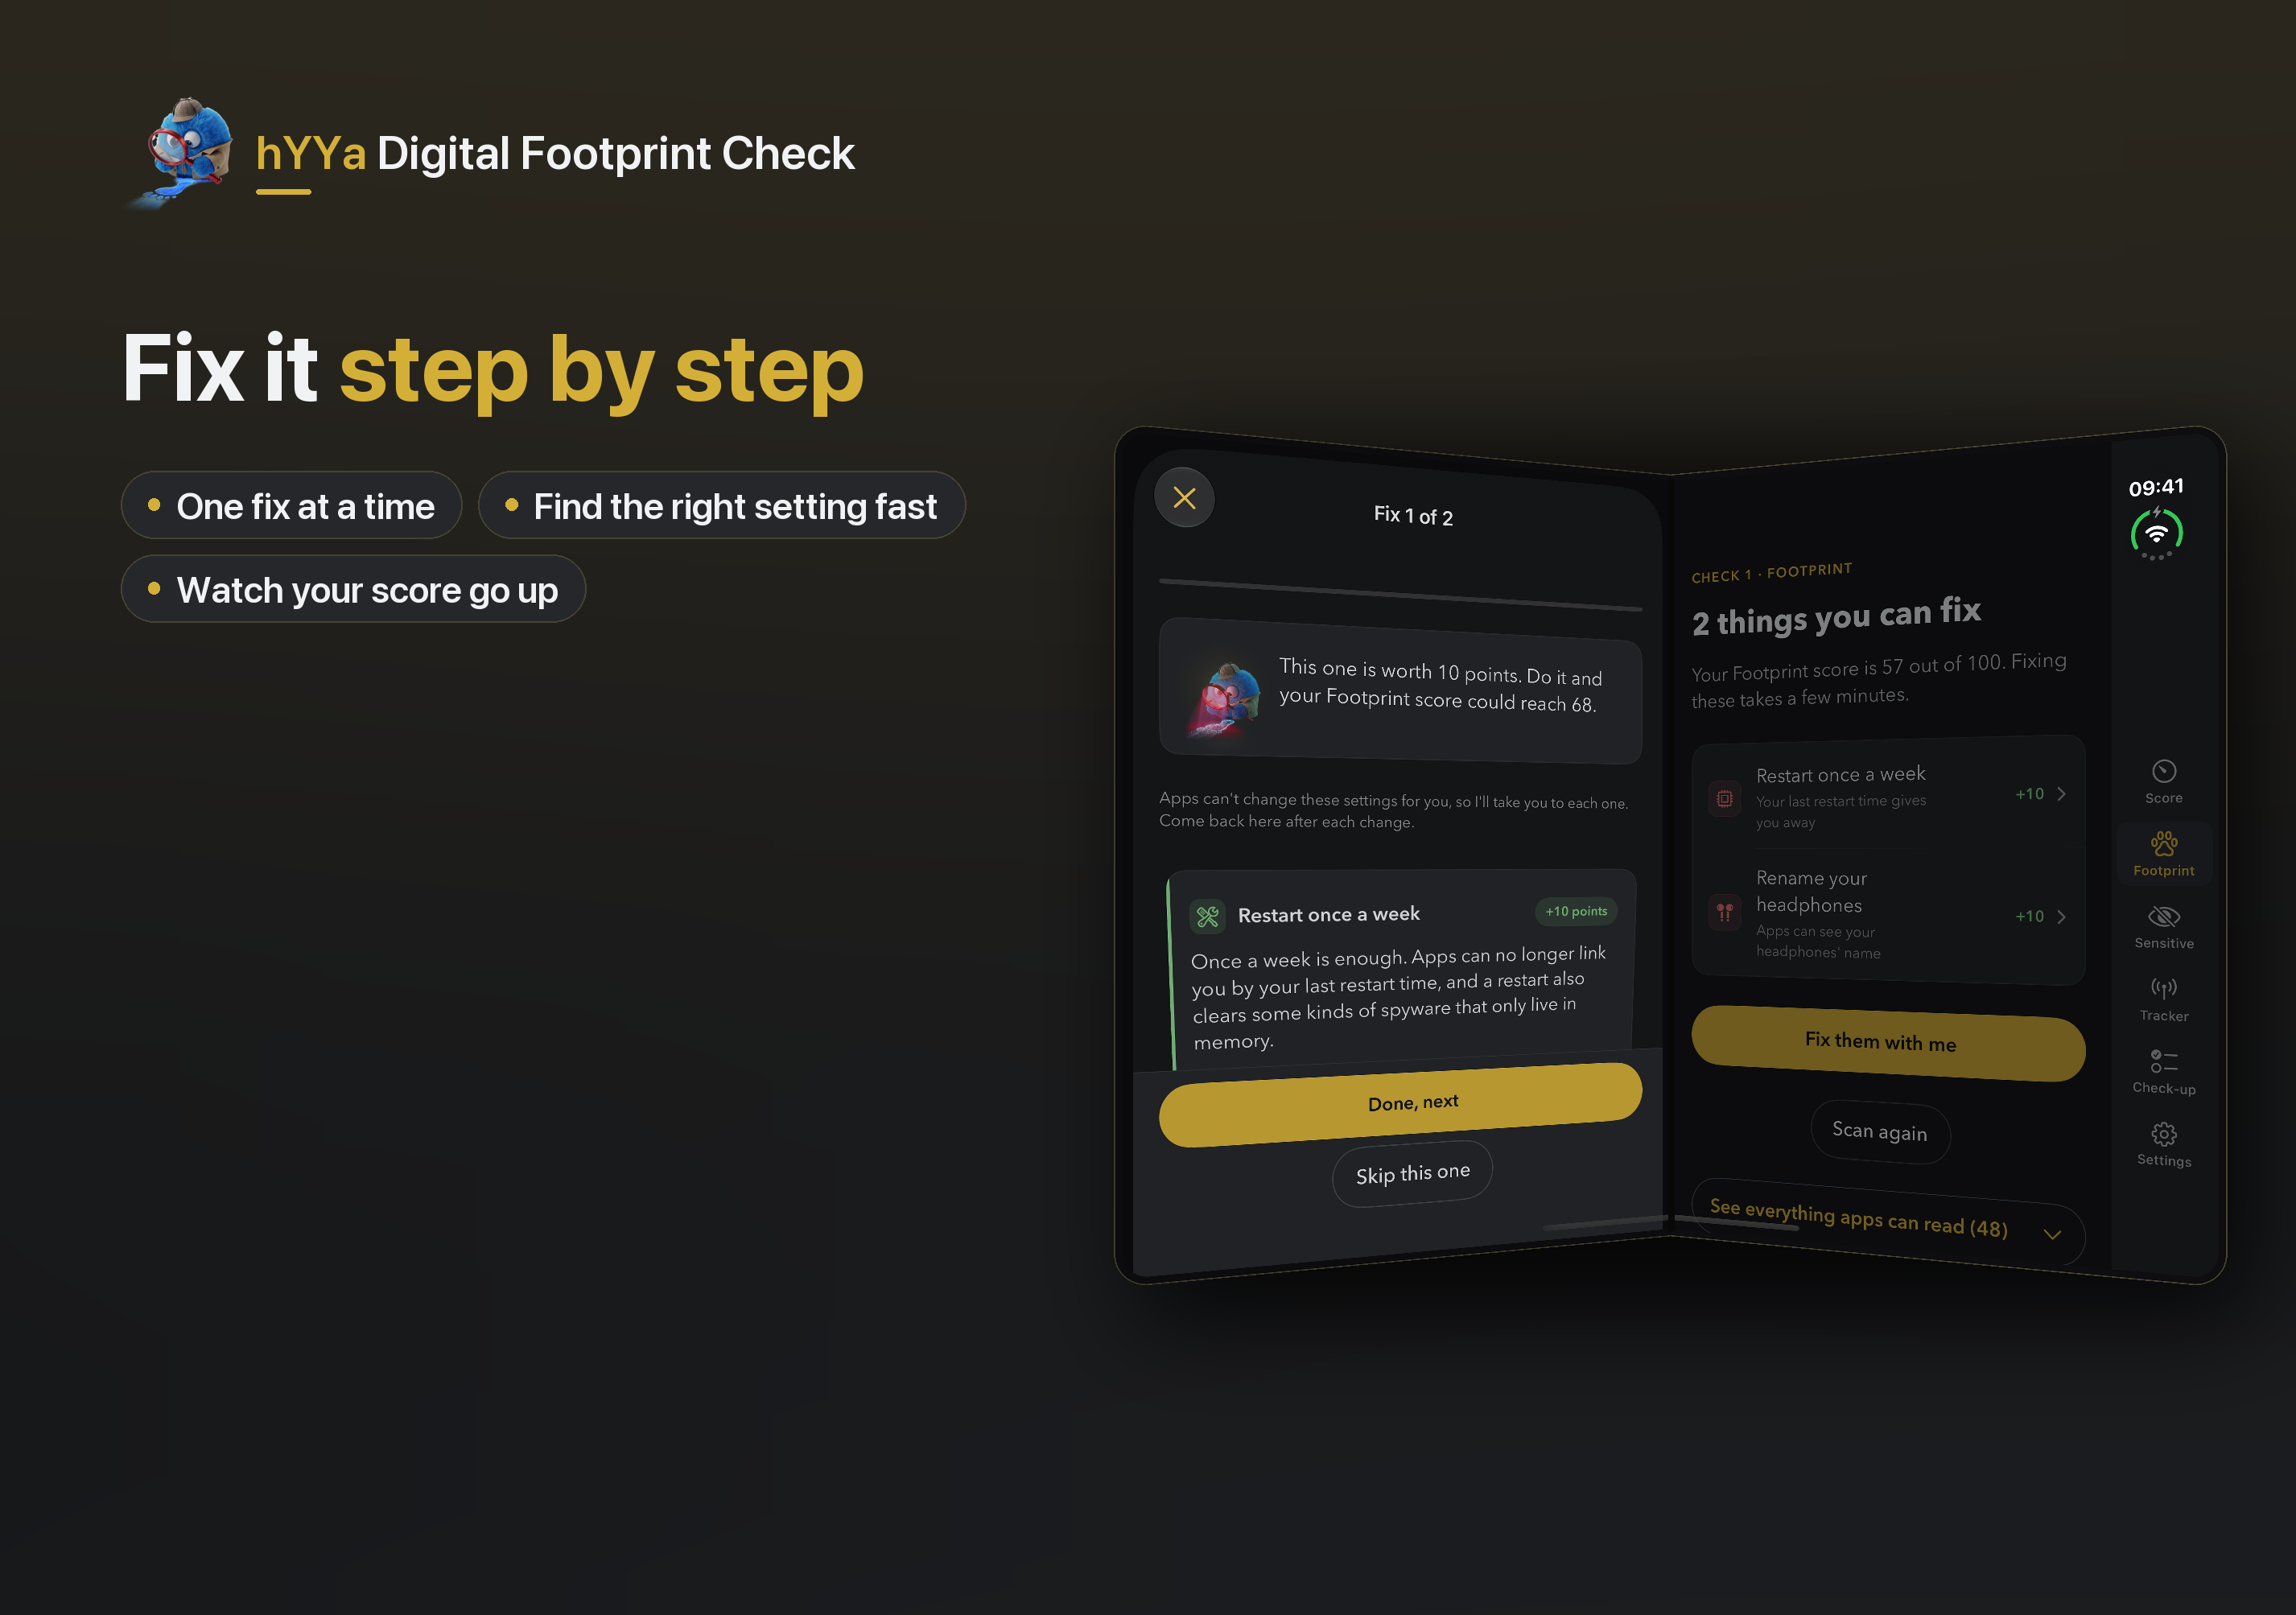 hYYa Digital Footprint Check
Fix it step by step
One fix at a time
Find the right setting fast
Watch your score go up
Fix 1 of 2
This one is worth 10 points. Do it and
your Footprint score could reach 68.
Apps can't change these settings for you, so I'll take you to each one.
Come back here after each change.
Restart once a week
+10 points
Once a week is enough. Apps can no longer link
you by your last restart time, and a restart also
clears some kinds of spyware that only live in
memory.
Done, next
Skip this one
CHECK 1 · FOOTPRINT
2 things you can fix
Your Footprint score is 57 out of 100. Fixing
these takes a few minutes.
Restart once a week
Your last restart time gives
you away
+10
Rename your
headphones
Apps can see your
headphones' name
+10
Fix them with me
Scan again
See everything apps can read (48)
09:41
Score
Footprint
Sensitive
Tracker
Check-up
Settings